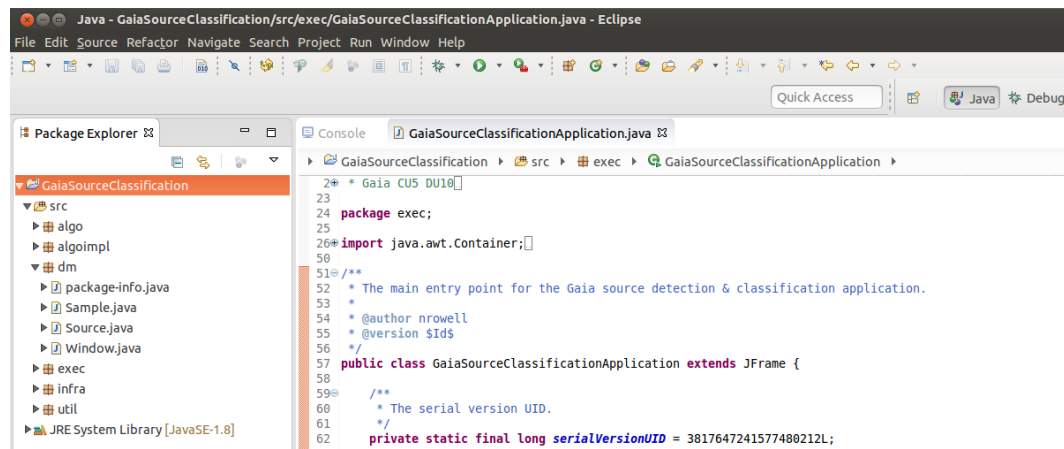 Java - GaiaSourceClassification/src/exec/GaiaSourceClassificationApplication.java - Eclipse
File Edit Source Refactor Navigate Search Project Run Window Help
Quick Access
Java
Debug
Package Explorer
GaiaSourceClassification
src
algo
algoimpl
dm
package-info.java
Sample.java
Source.java
Window.java
exec
infra
util
JRE System Library [JavaSE-1.8]
Console
GaiaSourceClassificationApplication.java
GaiaSourceClassification
src
exec
GaiaSourceClassificationApplication
2 * Gaia CU5 DU10
23
24 package exec;
25
26 import java.awt.Container;
50
51 /**
52 * The main entry point for the Gaia source detection & classification application.
53 *
54 * @author nrowell
55 * @version $Id$
56 */
57 public class GaiaSourceClassificationApplication extends JFrame {
58
59 /**
60 * The serial version UID.
61 */
62 private static final long serialVersionUID = 3817647241577480212L;